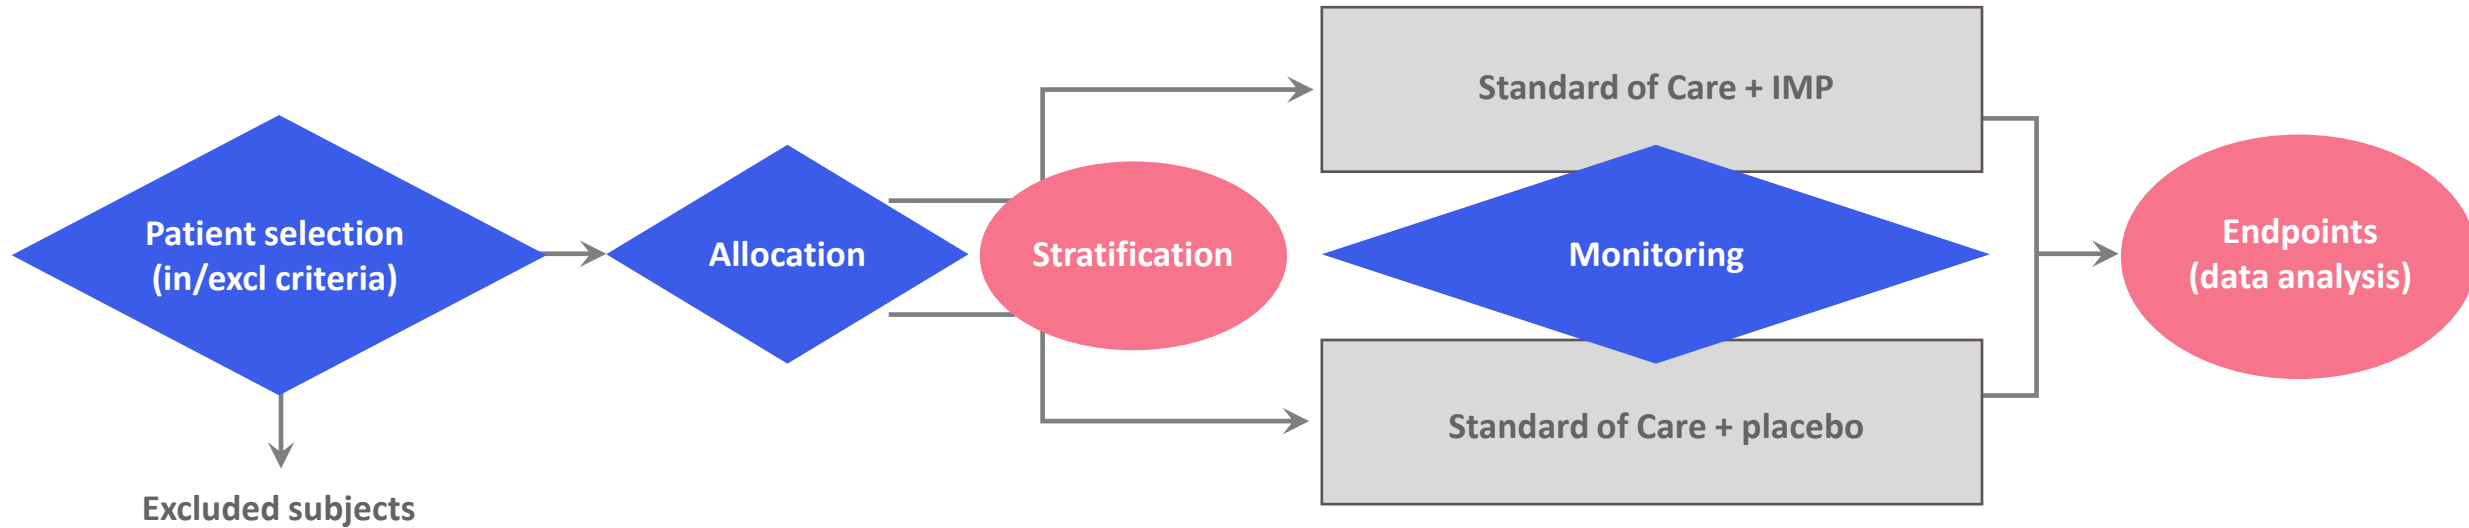 Patient selection
(in/excl criteria)
Excluded subjects
Allocation
Stratification
Standard of Care + IMP
Monitoring
Standard of Care + placebo
Endpoints
(data analysis)